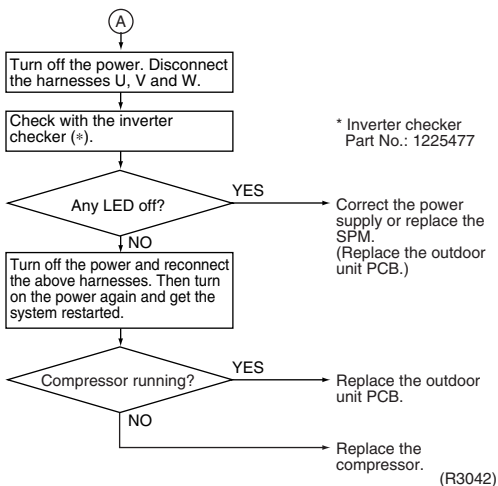 A
Turn off the power. Disconnect
the harnesses U, V and W.
Check with the inverter
checker (*).
* Inverter checker
Part No.: 1225477
Any LED off?
YES
Correct the power
supply or replace the
SPM.
(Replace the outdoor
unit PCB.)
NO
Turn off the power and reconnect
the above harnesses. Then turn
on the power again and get the
system restarted.
Compressor running?
YES
Replace the outdoor
unit PCB.
NO
Replace the
compressor.
(R3042)